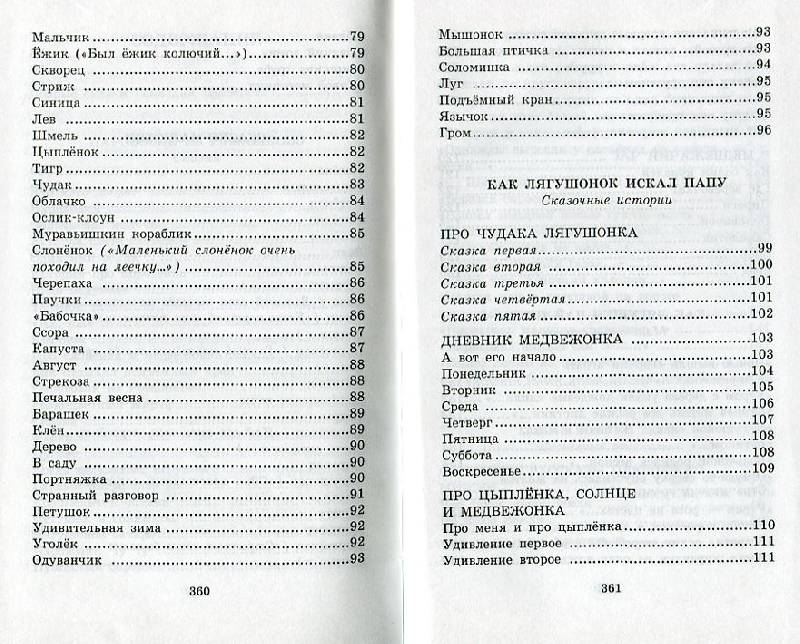 Мальчик 79
Ёжик («Был ёжик колючий...») 79
Скворец 80
Стриж 80
Синица 81
Лев 81
Шмель 82
Цыплёнок 82
Тигр 82
Чудак 83
Облачко 84
Ослик-клоун 84
Муравьишкин кораблик 85
Слонёнок («Маленький слонёнок очень
походил на леечку...») 85
Черепаха 86
Паучки 86
«Бабочка» 86
Ссора 87
Капуста 87
Август 88
Стрекоза 88
Печальная весна 88
Барашек 89
Клён 89
Дерево 90
В саду 90
Портняжка 90
Странный разговор 91
Петушок 92
Удивительная зима 92
Уголёк 92
Одуванчик 93
360
Мышонок 93
Большая птичка 93
Соломинка 94
Луг 95
Подъёмный кран 95
Язычок 95
Гром 96
КАК ЛЯГУШОНОК ИСКАЛ ПАПУ
Сказочные истории
ПРО ЧУДАКА ЛЯГУШОНКА
Сказка первая 99
Сказка вторая 100
Сказка третья 101
Сказка четвёртая 101
Сказка пятая 102
ДНЕВНИК МЕДВЕЖОНКА 103
А вот его начало 103
Понедельник 104
Вторник 105
Среда 106
Четверг 107
Пятница 108
Суббота 108
Воскресенье 109
ПРО ЦЫПЛЁНКА, СОЛНЦЕ
И МЕДВЕЖОНКА
Про меня и про цыплёнка 110
Удивление первое 111
Удивление второе 111
361